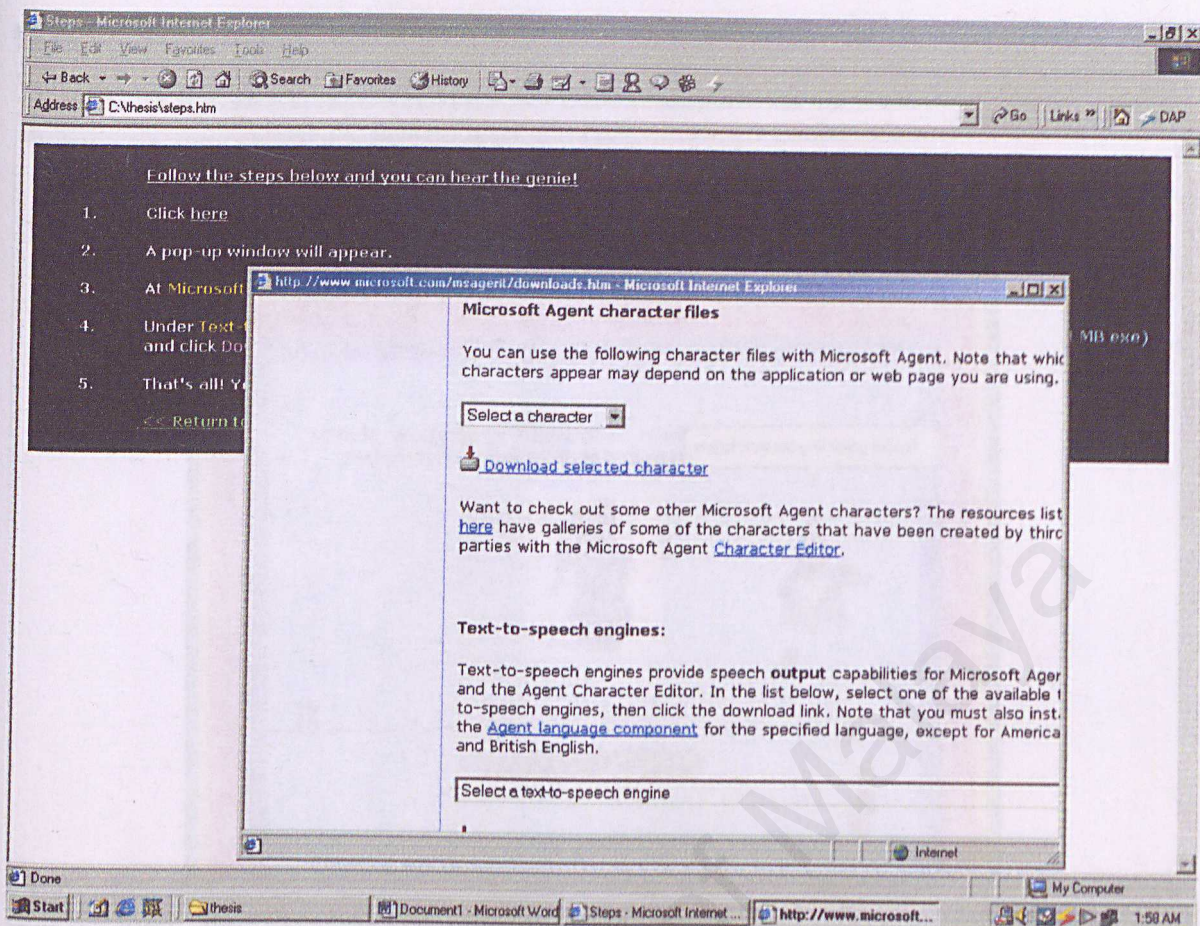 Steps - Microsoft Internet Explorer
File Edit View Favorites Tools Help
Back Search Favorites History
Address C:\thesis\steps.htm Go Links » DAP
Follow the steps below and you can hear the genie!
1. Click here
2. A pop-up window will appear.
3. At Microsoft
4. Under Text- MB exe)
and click Do
5. That's all! Y
<< Return to
http://www.microsoft.com/msagent/downloads.htm - Microsoft Internet Explorer
Microsoft Agent character files
You can use the following character files with Microsoft Agent. Note that whic
characters appear may depend on the application or web page you are using.
Select a character
Download selected character
Want to check out some other Microsoft Agent characters? The resources list
here have galleries of some of the characters that have been created by third
parties with the Microsoft Agent Character Editor.
Text-to-speech engines:
Text-to-speech engines provide speech output capabilities for Microsoft Ager
and the Agent Character Editor. In the list below, select one of the available t
to-speech engines, then click the download link. Note that you must also inst
the Agent language component for the specified language, except for America
and British English.
Select a text-to-speech engine
Internet
Done My Computer
Start thesis Document1 - Microsoft Word Steps - Microsoft Internet ... http://www.microsoft... 1:58 AM
of Malaya